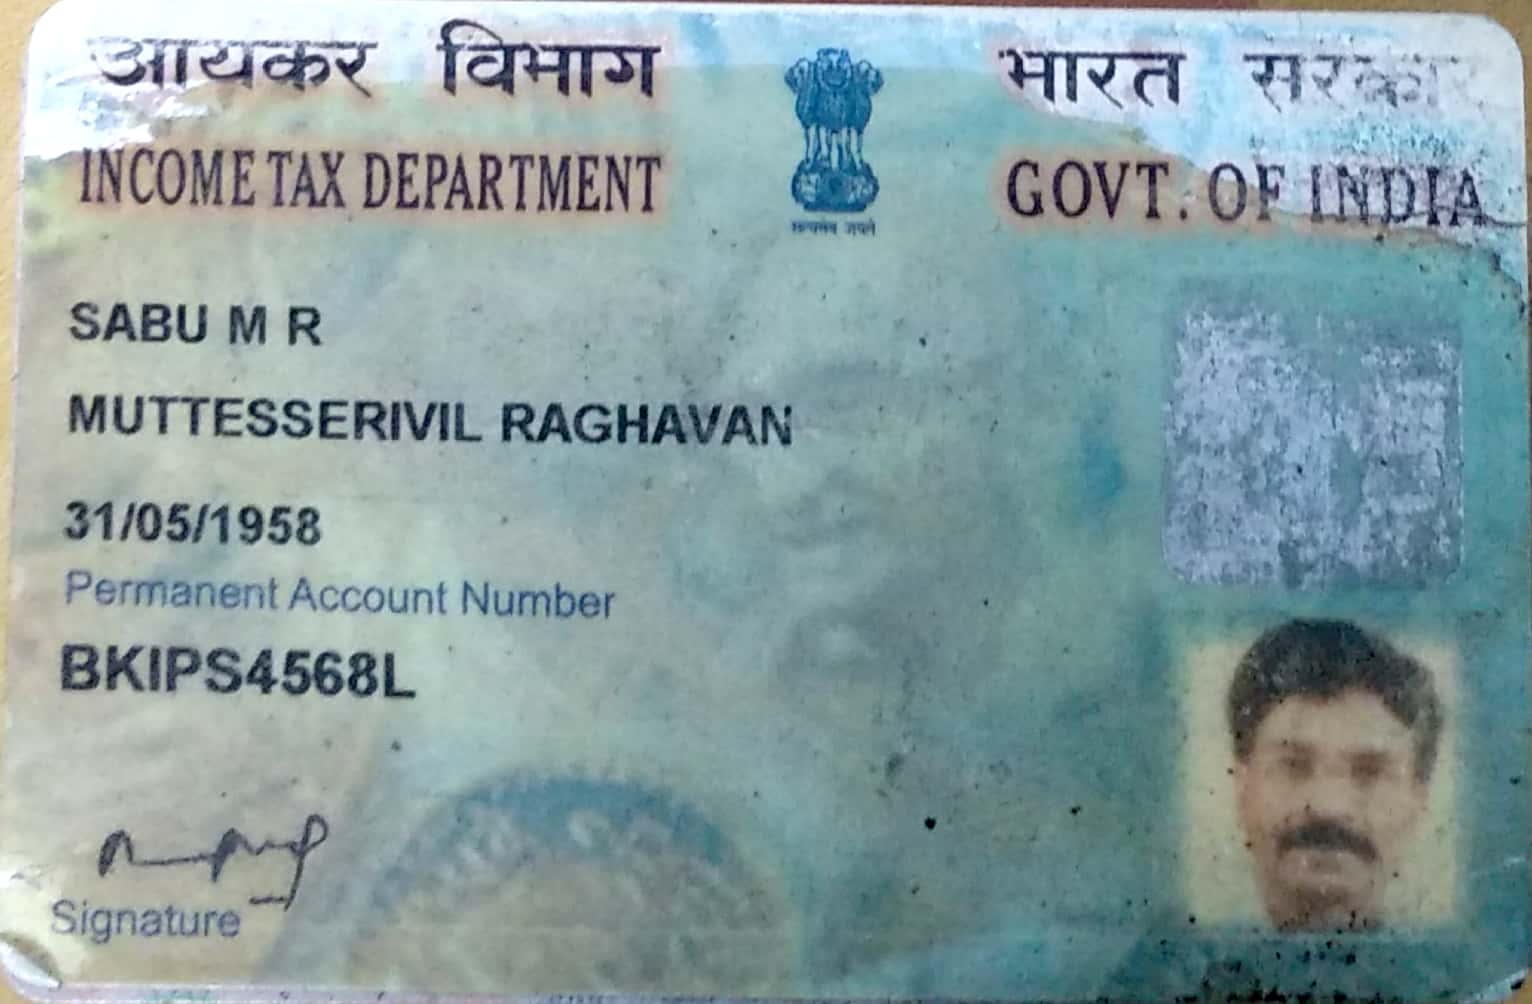 आयकर विभाग
भारत सरकार
INCOME TAX DEPARTMENT
GOVT. OF INDIA
सत्यमेव जयते
SABU M R
MUTTESSERIVIL RAGHAVAN
31/05/1958
Permanent Account Number
BKIPS4568L
Signature